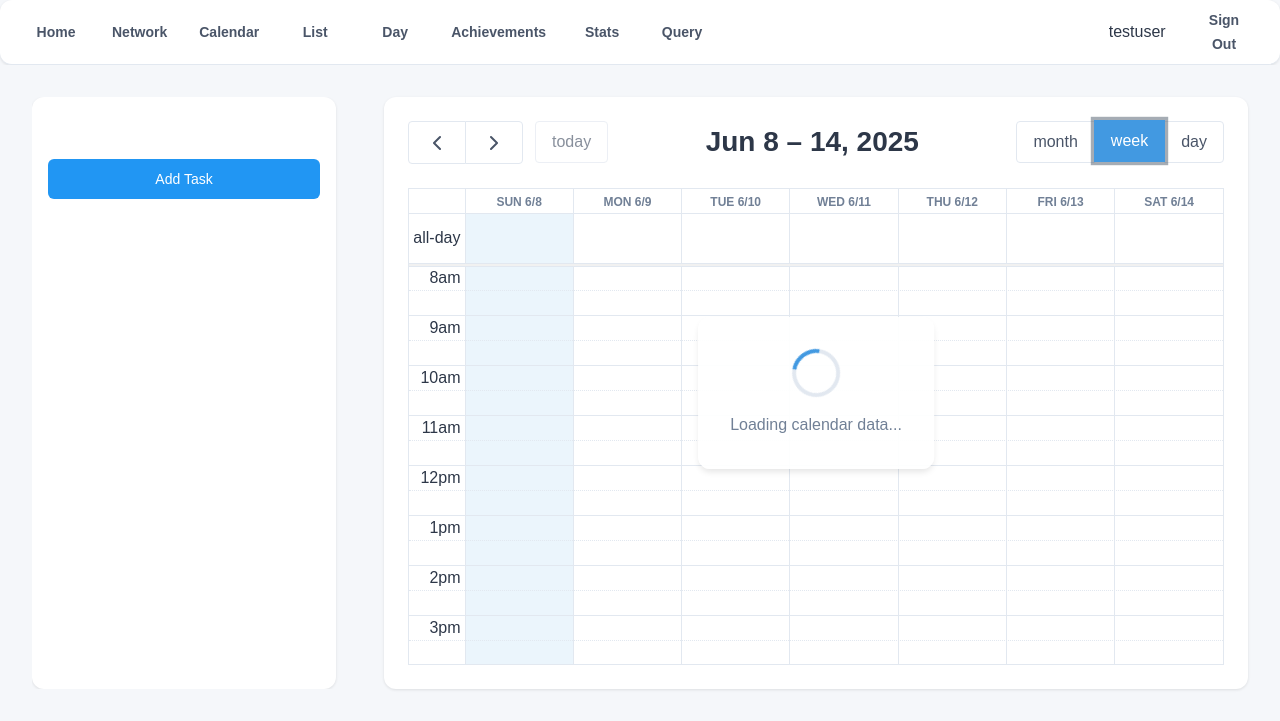 Home Network Calendar List Day Achievements Stats Query testuser Sign Out
Add Task
today
Jun 8 – 14, 2025
month week day
SUN 6/8 MON 6/9 TUE 6/10 WED 6/11 THU 6/12 FRI 6/13 SAT 6/14
all-day
8am
9am
10am
11am
12pm
1pm
2pm
3pm
Loading calendar data...